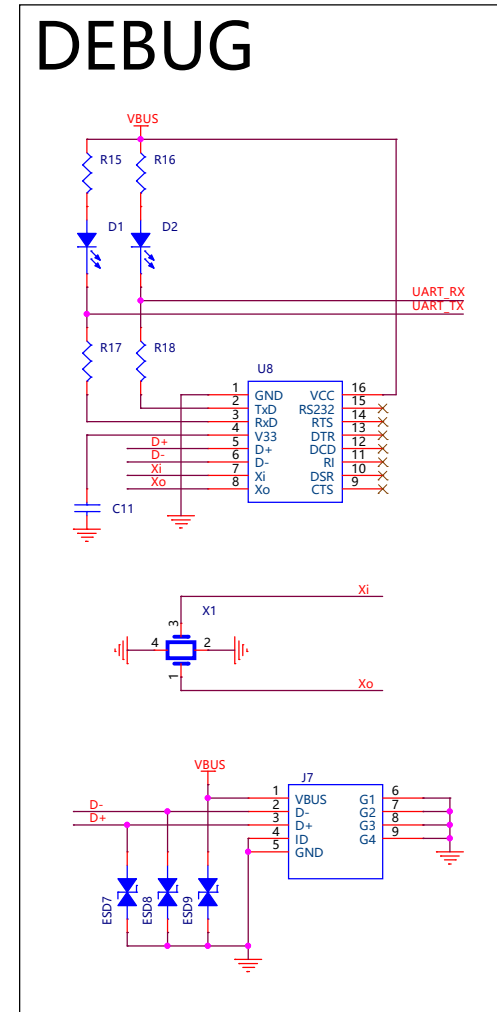 DEBUG
VBUS
R15 R16
D1 D2
UART_RX
UART_TX
R17 R18
U8
1 GND VCC 16
2 TxD RS232 15
3 RxD RTS 14
4 V33 DTR 13
D+ 5 D+ DCD 12
D- 6 D- RI 11
Xi 7 Xi DSR 10
Xo 8 Xo CTS 9
C11
Xi
X1
3
4 2
1
Xo
VBUS
J7
1 VBUS G1 6
D- 2 D- G2 7
D+ 3 D+ G3 8
4 ID G4 9
5 GND
ESD7 ESD8 ESD9